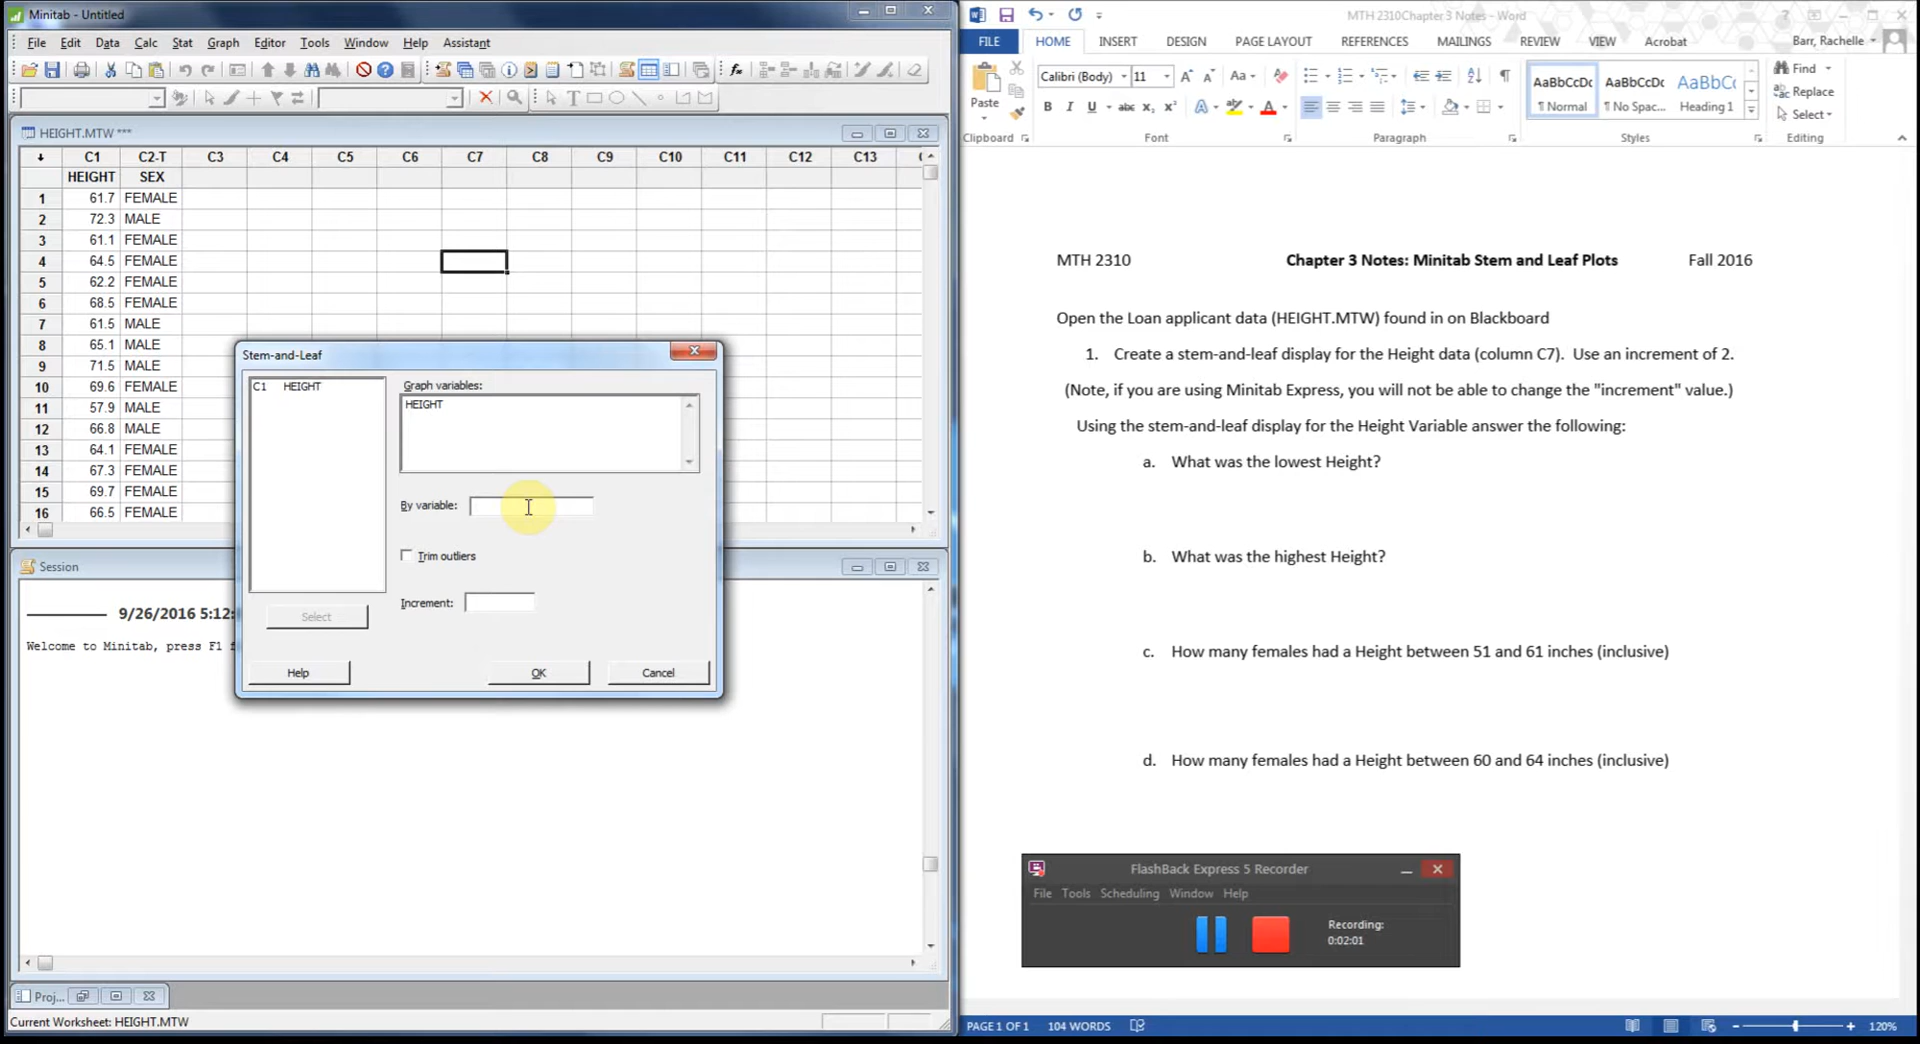 Minitab - Untitled
File Edit Data Calc Stat Graph Editor Tools Window Help Assistant
HEIGHT.MTW ***
C1 C2-T C3 C4 C5 C6 C7 C8 C9 C10 C11 C12 C13
HEIGHT SEX
1 61.7 FEMALE
2 72.3 MALE
3 61.1 FEMALE
4 64.5 FEMALE
5 62.2 FEMALE
6 68.5 FEMALE
7 61.5 MALE
8 65.1 MALE
9 71.5 MALE
10 69.6 FEMALE
11 57.9 MALE
12 66.8 MALE
13 64.1 FEMALE
14 67.3 FEMALE
15 69.7 FEMALE
16 66.5 FEMALE
Stem-and-Leaf
C1 HEIGHT
Graph variables:
HEIGHT
By variable:
Trim outliers
Increment:
Select
Help OK Cancel
Session
9/26/2016 5:12:
Welcome to Minitab, press F1 f
Proj...
Current Worksheet: HEIGHT.MTW
MTH 2310Chapter 3 Notes - Word
FILE HOME INSERT DESIGN PAGE LAYOUT REFERENCES MAILINGS REVIEW VIEW Acrobat Barr, Rachelle
Paste
Calibri (Body) 11
AaBbCcDc AaBbCcDc AaBbC
¶ Normal ¶ No Spac... Heading 1
Find
Replace
Select
Clipboard Font Paragraph Styles Editing
MTH 2310 Chapter 3 Notes: Minitab Stem and Leaf Plots Fall 2016
Open the Loan applicant data (HEIGHT.MTW) found in on Blackboard
1. Create a stem-and-leaf display for the Height data (column C7). Use an increment of 2.
(Note, if you are using Minitab Express, you will not be able to change the "increment" value.)
Using the stem-and-leaf display for the Height Variable answer the following:
a. What was the lowest Height?
b. What was the highest Height?
c. How many females had a Height between 51 and 61 inches (inclusive)
d. How many females had a Height between 60 and 64 inches (inclusive)
FlashBack Express 5 Recorder
File Tools Scheduling Window Help
Recording:
0:02:01
PAGE 1 OF 1 104 WORDS 120%